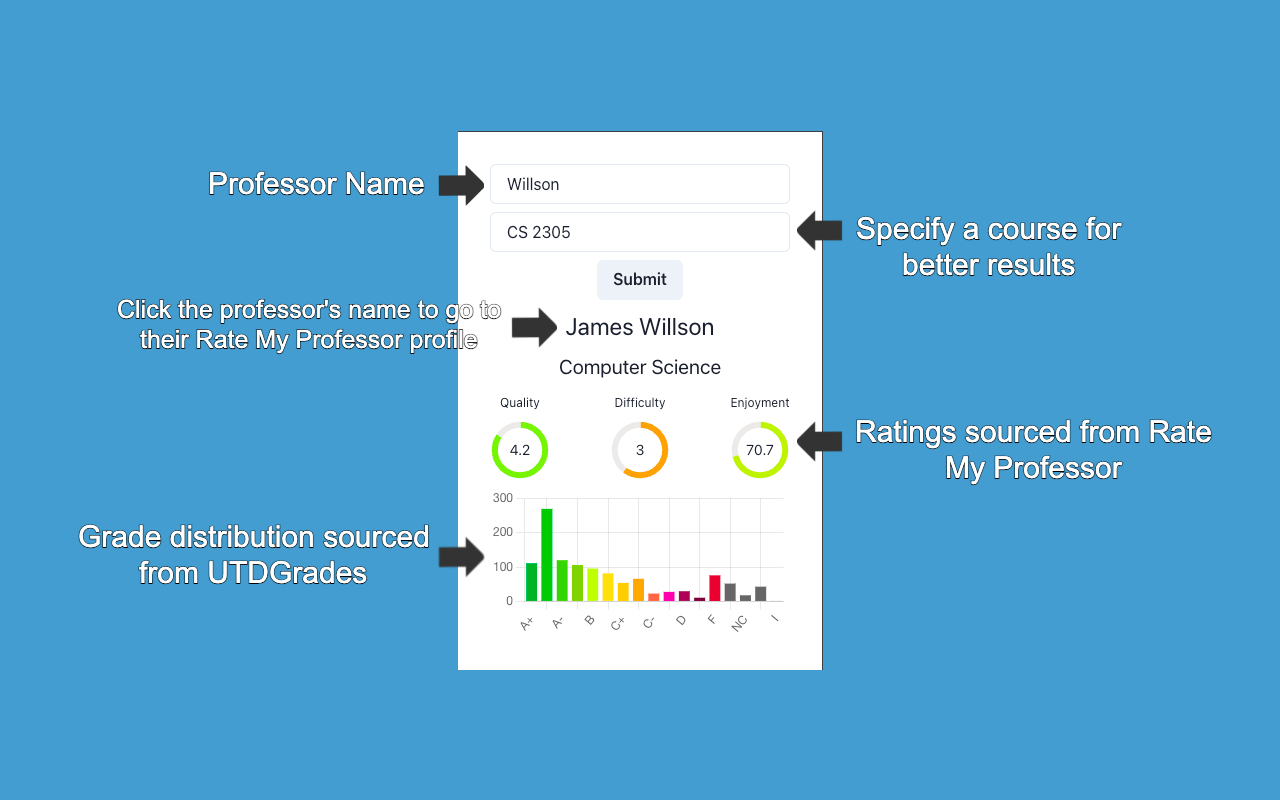 Professor Name
Willson
CS 2305
Specify a course for
better results
Submit
Click the professor's name to go to
their Rate My Professor profile
James Willson
Computer Science
Quality
Difficulty
Enjoyment
4.2
3
70.7
Ratings sourced from Rate
My Professor
Grade distribution sourced
from UTDGrades
300
200
100
0
A+
A-
B
C+
C-
D
F
NC
I